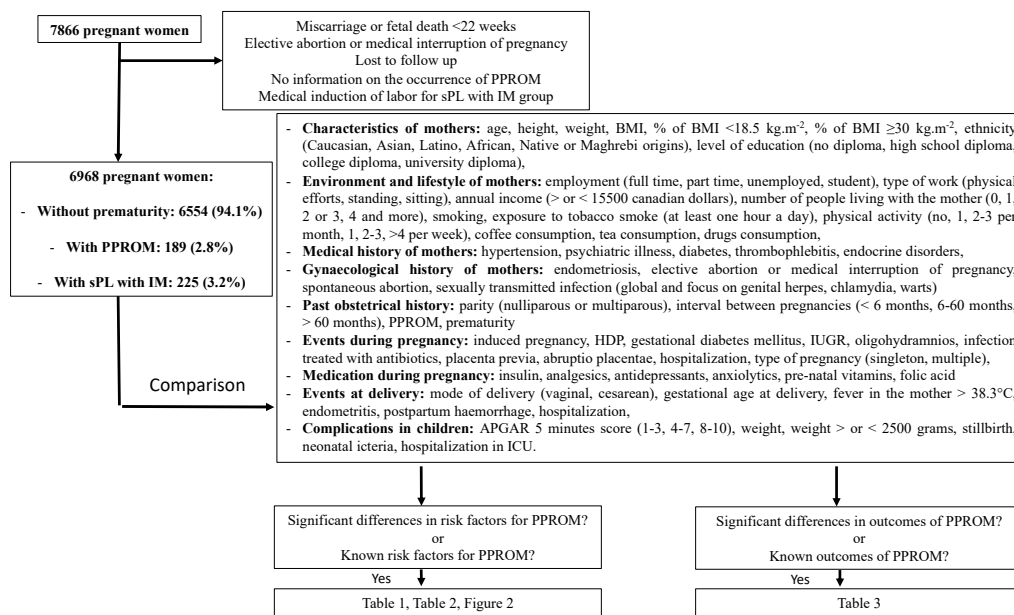 7866 pregnant women
Miscarriage or fetal death <22 weeks
Elective abortion or medical interruption of pregnancy
Lost to follow up
No information on the occurrence of PPROM
Medical induction of labor for sPL with IM group
6968 pregnant women:
- Without prematurity: 6554 (94.1%)
- With PPROM: 189 (2.8%)
- With sPL with IM: 225 (3.2%)
Comparison
- Characteristics of mothers: age, height, weight, BMI, % of BMI <18.5 kg.m-2, % of BMI ≥30 kg.m-2, ethnicity
(Caucasian, Asian, Latino, African, Native or Maghrebi origins), level of education (no diploma, high school diploma,
college diploma, university diploma),
- Environment and lifestyle of mothers: employment (full time, part time, unemployed, student), type of work (physical
efforts, standing, sitting), annual income (> or < 15500 canadian dollars), number of people living with the mother (0, 1,
2 or 3, 4 and more), smoking, exposure to tobacco smoke (at least one hour a day), physical activity (no, 1, 2-3 per
month, 1, 2-3, >4 per week), coffee consumption, tea consumption, drugs consumption,
- Medical history of mothers: hypertension, psychiatric illness, diabetes, thrombophlebitis, endocrine disorders,
- Gynaecological history of mothers: endometriosis, elective abortion or medical interruption of pregnancy,
spontaneous abortion, sexually transmitted infection (global and focus on genital herpes, chlamydia, warts)
- Past obstetrical history: parity (nulliparous or multiparous), interval between pregnancies (< 6 months, 6-60 months,
> 60 months), PPROM, prematurity
- Events during pregnancy: induced pregnancy, HDP, gestational diabetes mellitus, IUGR, oligohydramnios, infection
treated with antibiotics, placenta previa, abruptio placentae, hospitalization, type of pregnancy (singleton, multiple),
- Medication during pregnancy: insulin, analgesics, antidepressants, anxiolytics, pre-natal vitamins, folic acid
- Events at delivery: mode of delivery (vaginal, cesarean), gestational age at delivery, fever in the mother > 38.3°C,
endometritis, postpartum haemorrhage, hospitalization,
- Complications in children: APGAR 5 minutes score (1-3, 4-7, 8-10), weight, weight > or < 2500 grams, stillbirth,
neonatal icteria, hospitalization in ICU.
Significant differences in risk factors for PPROM?
or
Known risk factors for PPROM?
Yes
Table 1, Table 2, Figure 2
Significant differences in outcomes of PPROM?
or
Known outcomes of PPROM?
Yes
Table 3